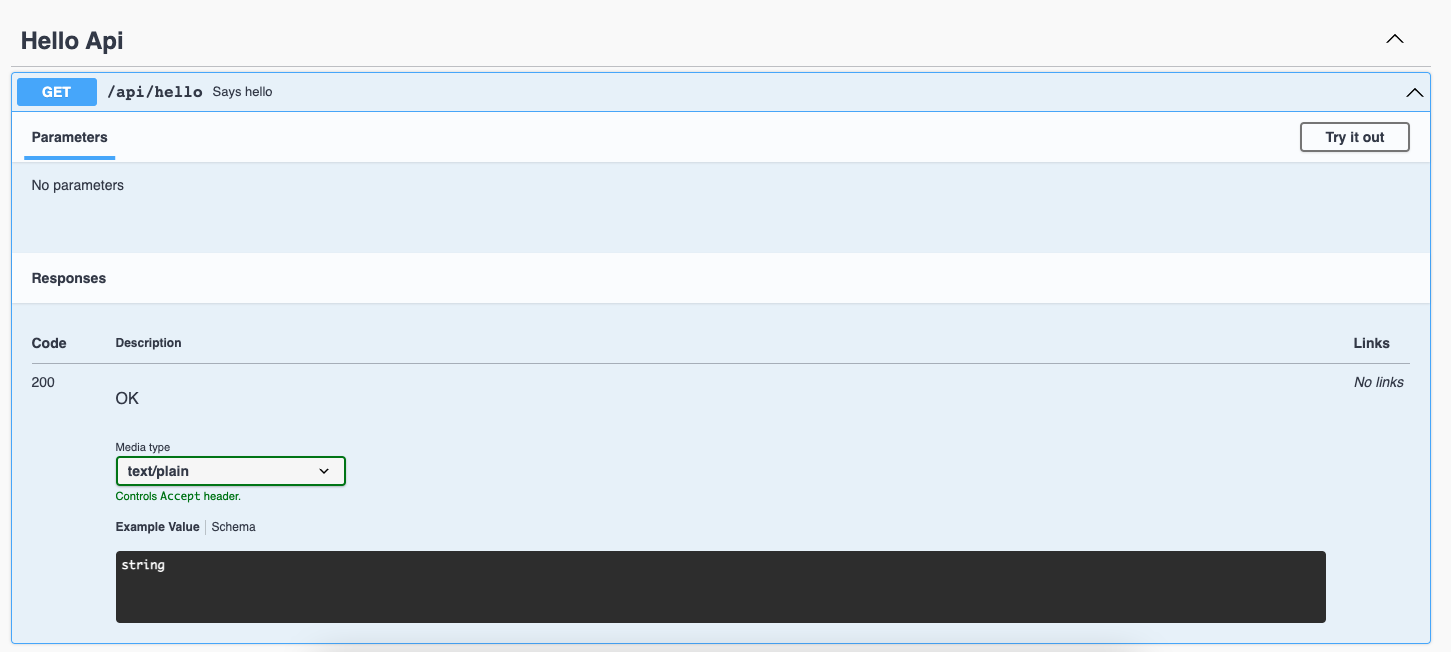 Hello Api
GET /api/hello Says hello
Parameters Try it out
No parameters
Responses
Code Description Links
200 No links
OK
Media type
text/plain
Controls Accept header.
Example Value Schema
string